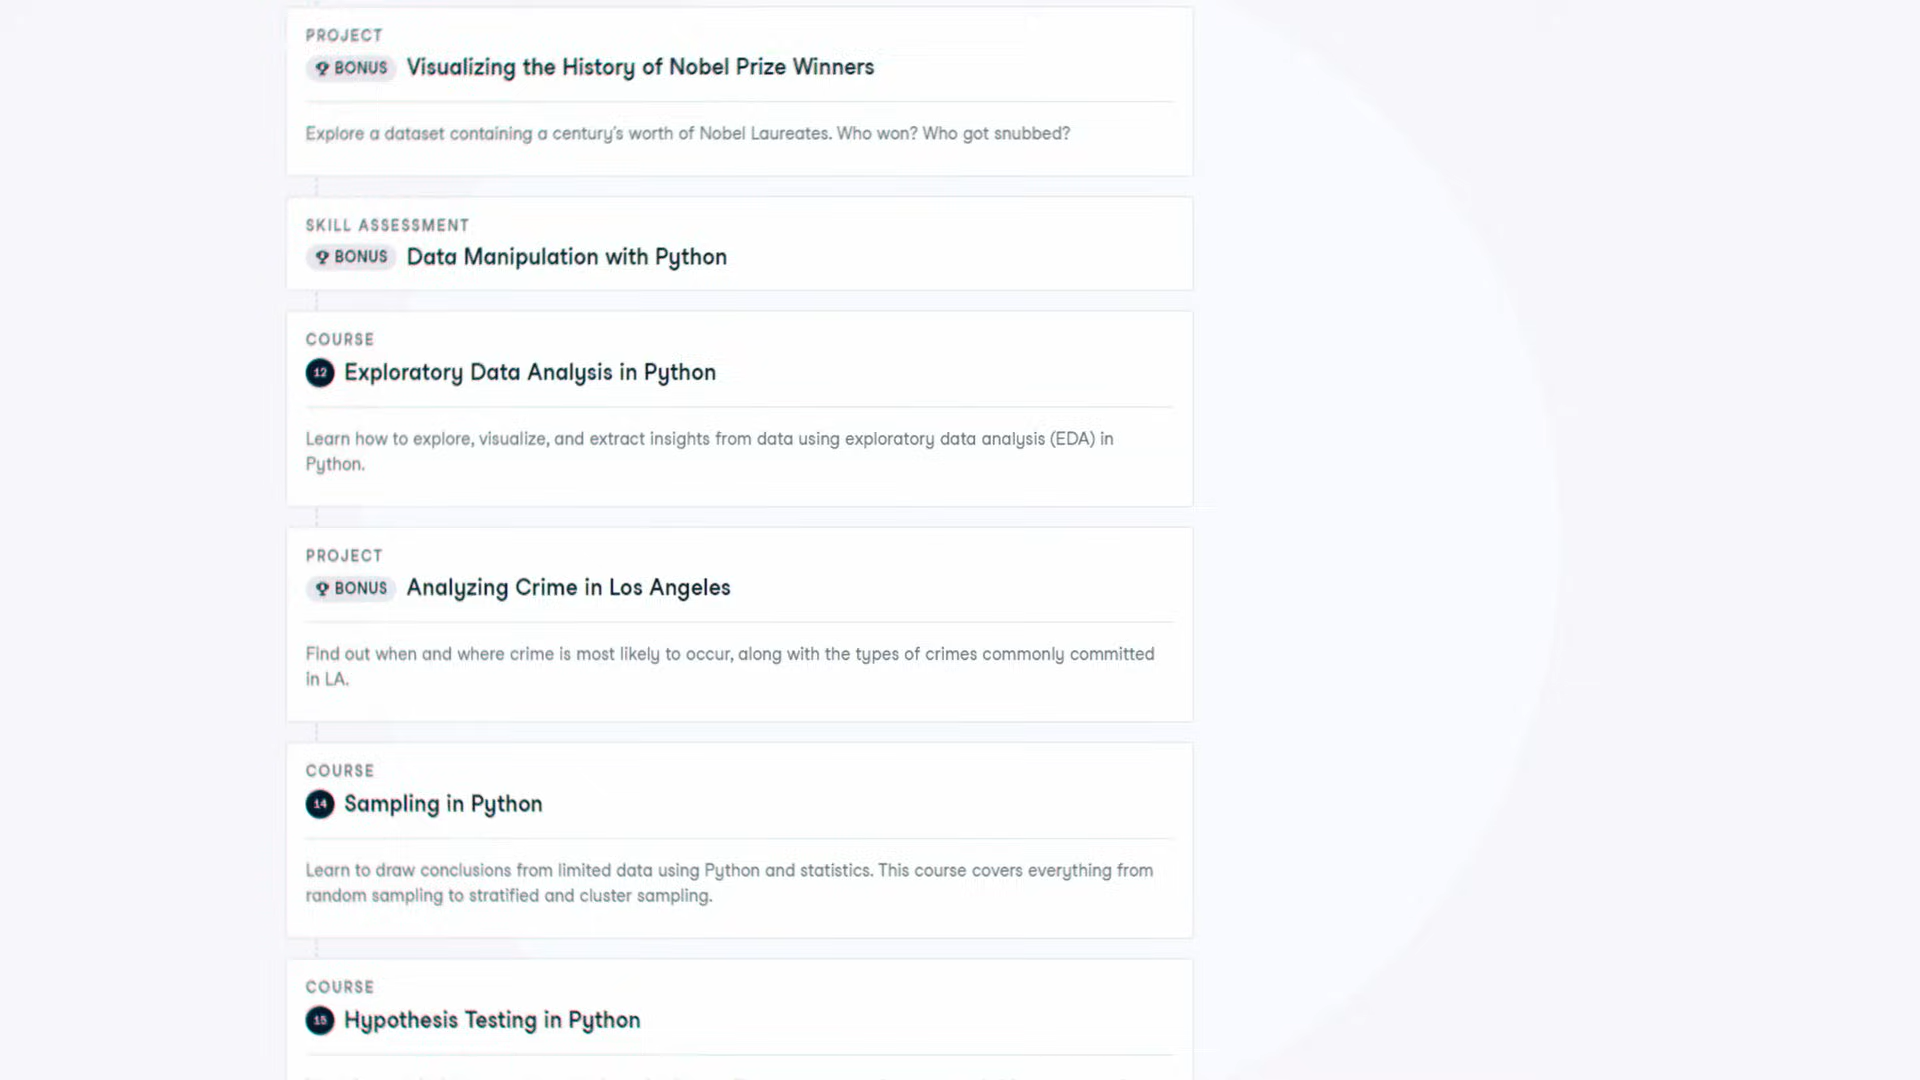 PROJECT
BONUS Visualizing the History of Nobel Prize Winners
Explore a dataset containing a century's worth of Nobel Laureates. Who won? Who got snubbed?
SKILL ASSESSMENT
BONUS Data Manipulation with Python
COURSE
12 Exploratory Data Analysis in Python
Learn how to explore, visualize, and extract insights from data using exploratory data analysis (EDA) in
Python.
PROJECT
BONUS Analyzing Crime in Los Angeles
Find out when and where crime is most likely to occur, along with the types of crimes commonly committed
in LA.
COURSE
14 Sampling in Python
Learn to draw conclusions from limited data using Python and statistics. This course covers everything from
random sampling to stratified and cluster sampling.
COURSE
15 Hypothesis Testing in Python